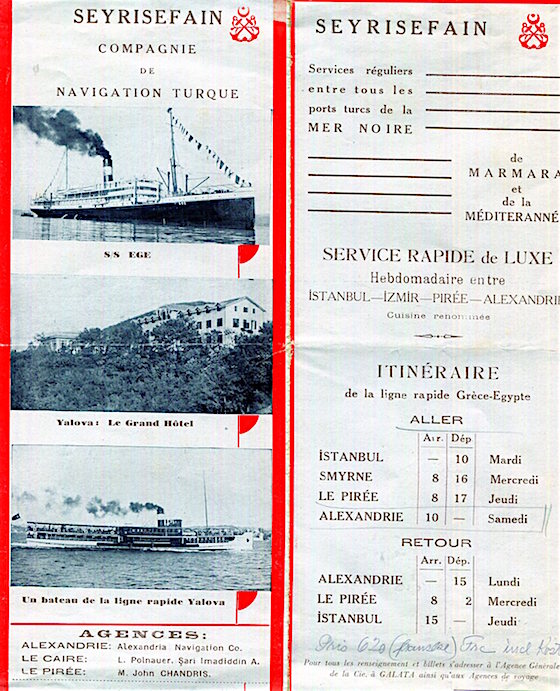 SEYRISEFAIN
COMPAGNIE
DE
NAVIGATION TURQUE
S/S EGE
Yalova: Le Grand Hôtel
Un bateau de la ligne rapide Yalova
AGENCES:
ALEXANDRIE: Alexandria Navigation Co.
LE CAIRE: L. Polnauer. Şari Imadiddin A.
LE PIRÉE: M. John CHANDRIS.
SEYRISEFAIN
Services réguliers
entre tous les
ports turcs de la
MER NOIRE
de
MARMARA
et
de la
MÉDITERANNÉ
SERVICE RAPIDE de LUXE
Hebdomadaire entre
İSTANBUL—İZMİR—PIRÉE—ALEXANDRIE
Cuisine renommée
ITINÉRAIRE
de la ligne rapide Grèce-Egypte
ALLER
Arr. Dép
İSTANBUL — 10 Mardi
SMYRNE 8 16 Mercredi
LE PIRÉE 8 17 Jeudi
ALEXANDRIE 10 — Samedi
RETOUR
Arr. Dép.
ALEXANDRIE — 15 Lundi
LE PIRÉE 8 2 Mercredi
İSTANBUL 15 — Jeudi
620 incl
Pour tous les renseignement et billets s'adresser à l'Agence Générale
de la Cie. à GALATA ainsi qu'aux Agences de voyage